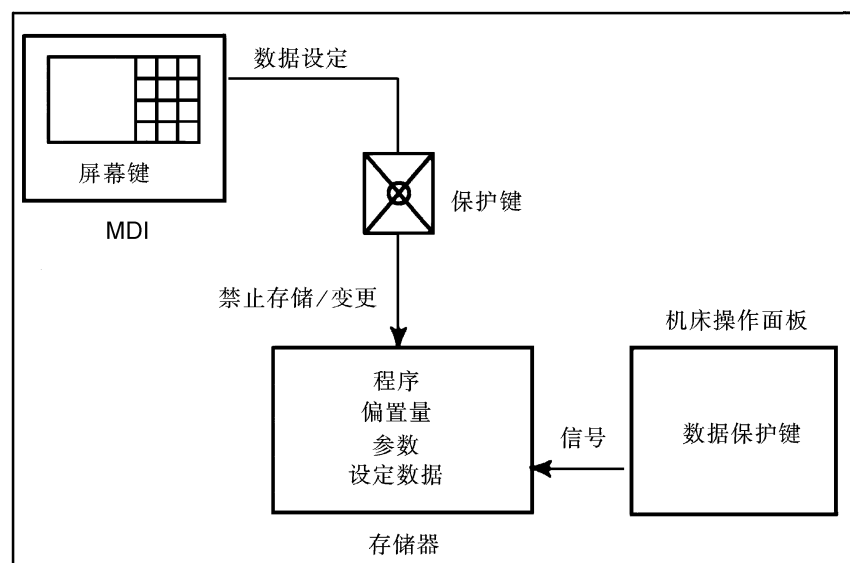 数据设定
屏幕键
MDI
保护键
禁止存储/变更
机床操作面板
程序
偏置量
参数
设定数据
信号
数据保护键
存储器